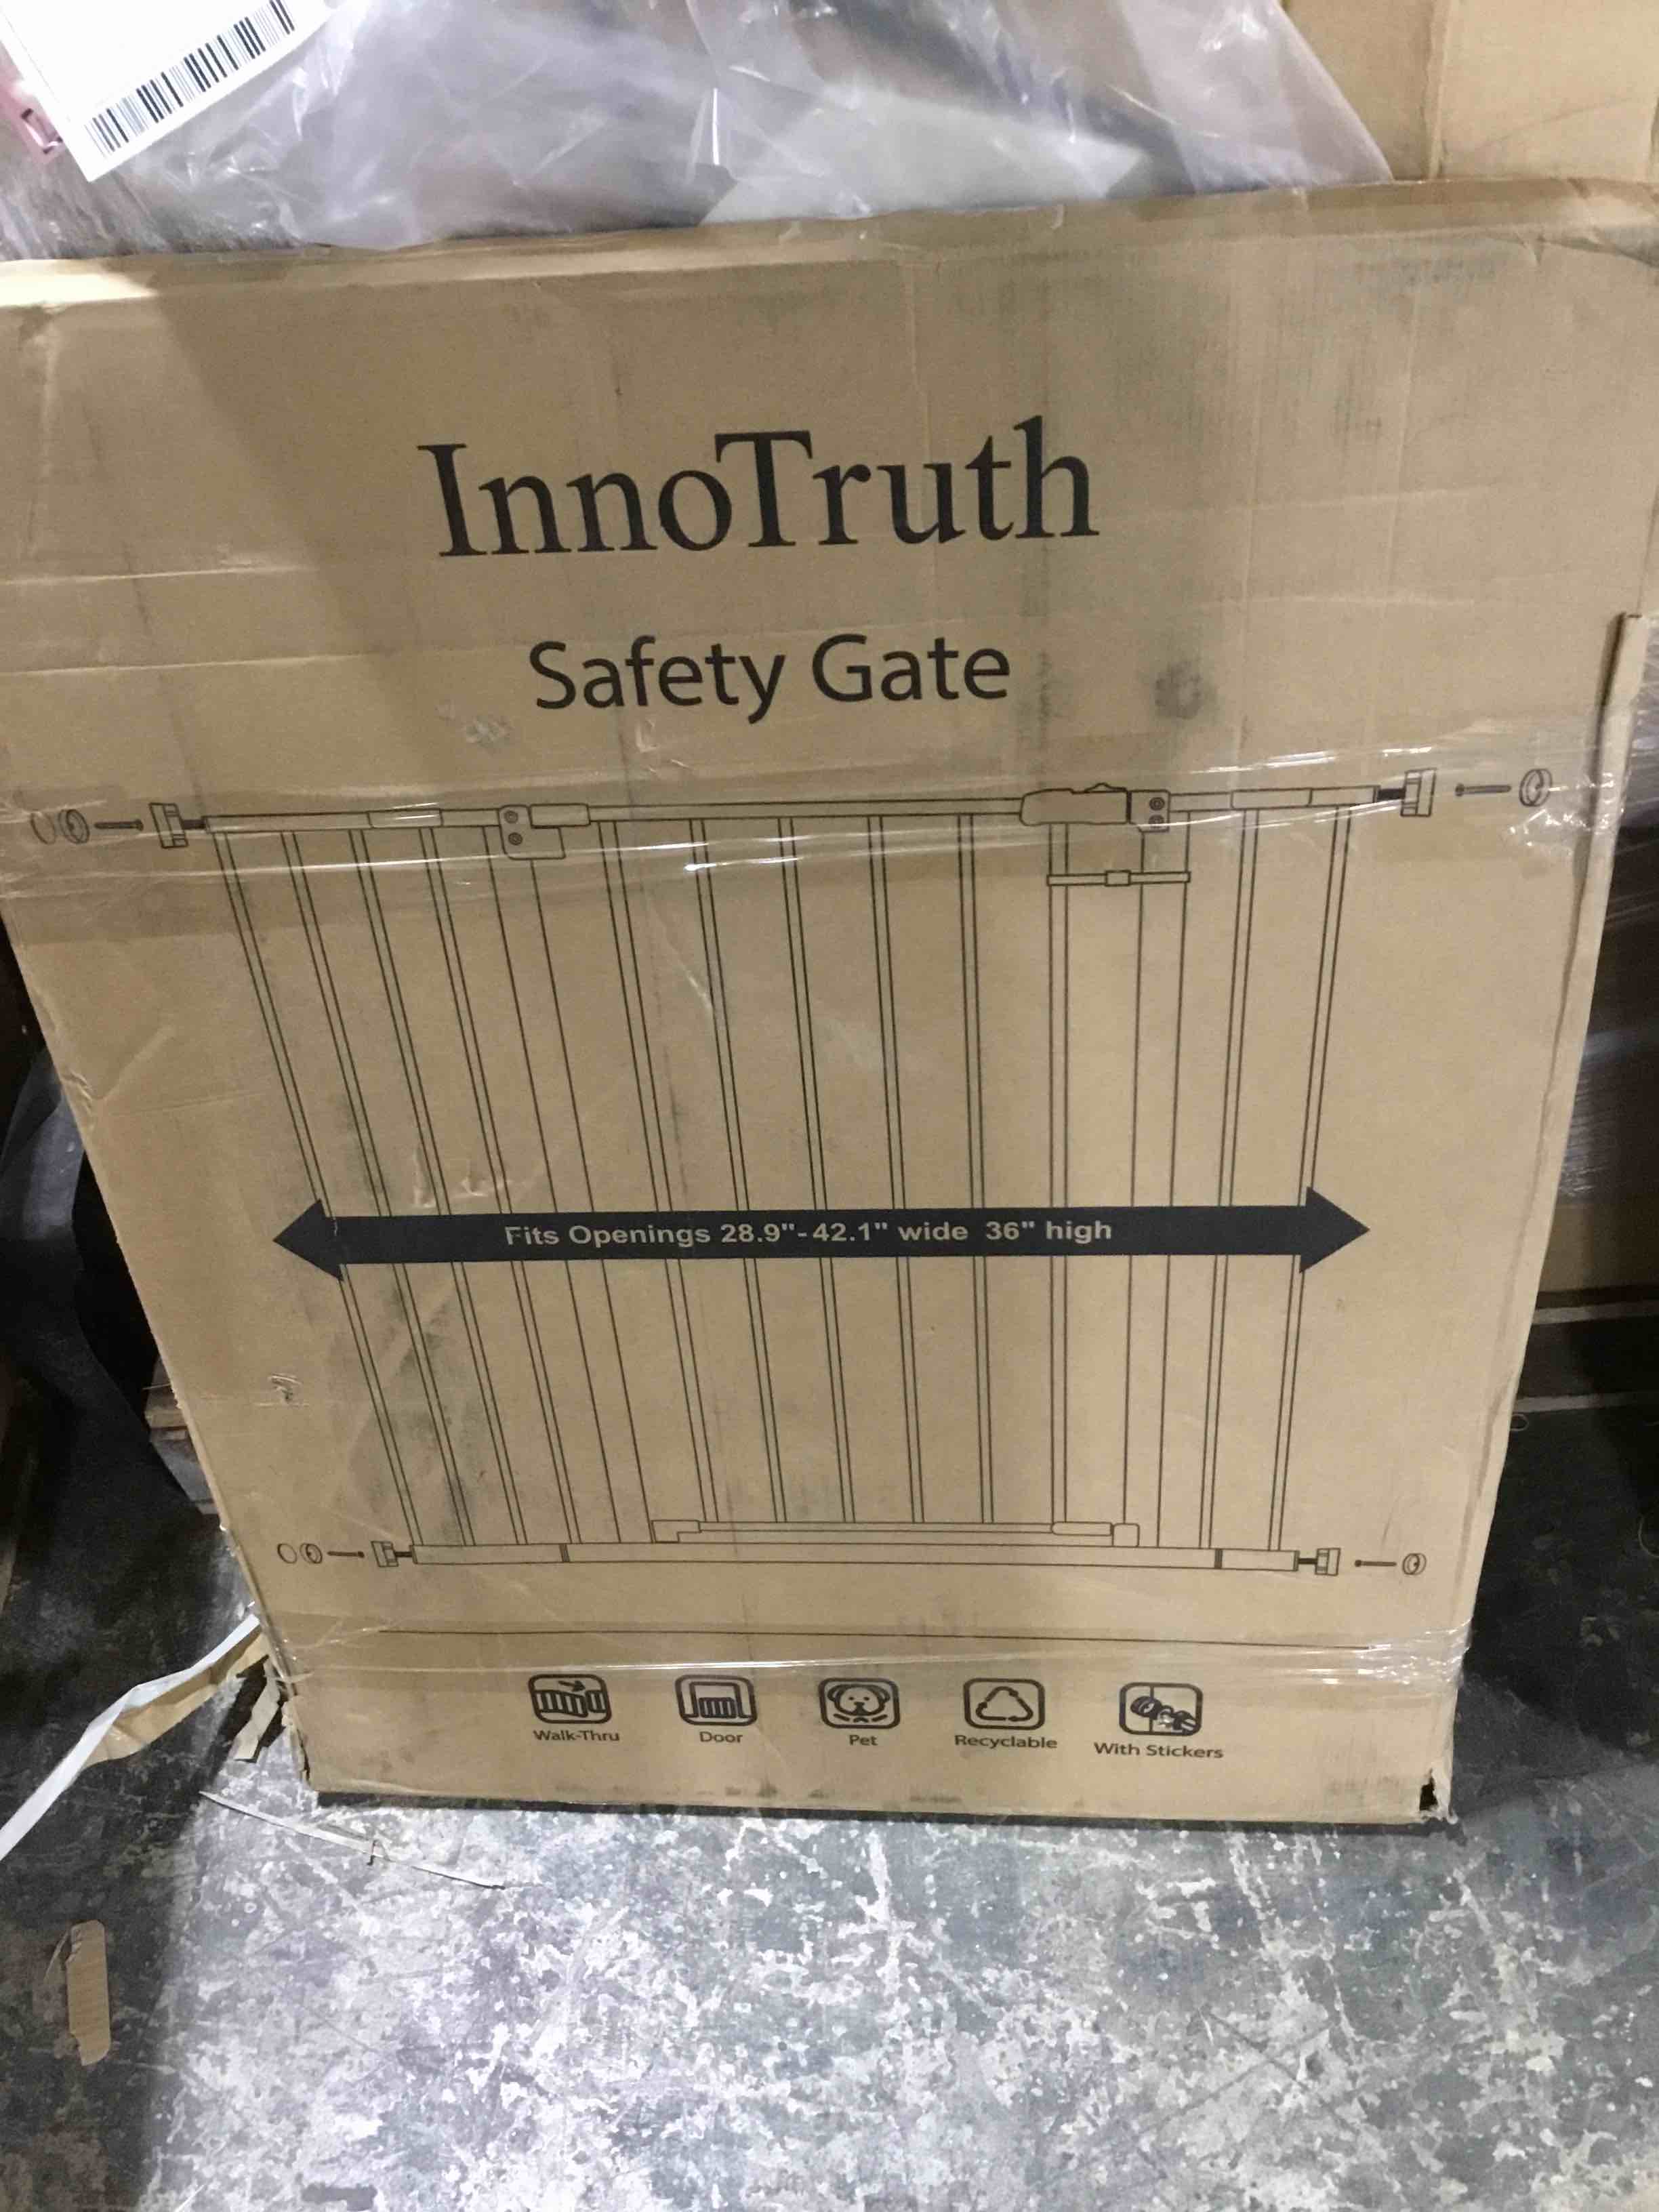 InnoTruth
Safety Gate
Fits Openings 28.9"-42.1" wide 36" high
Walk-Thru
Door
Pet
Recyclable
With Stickers